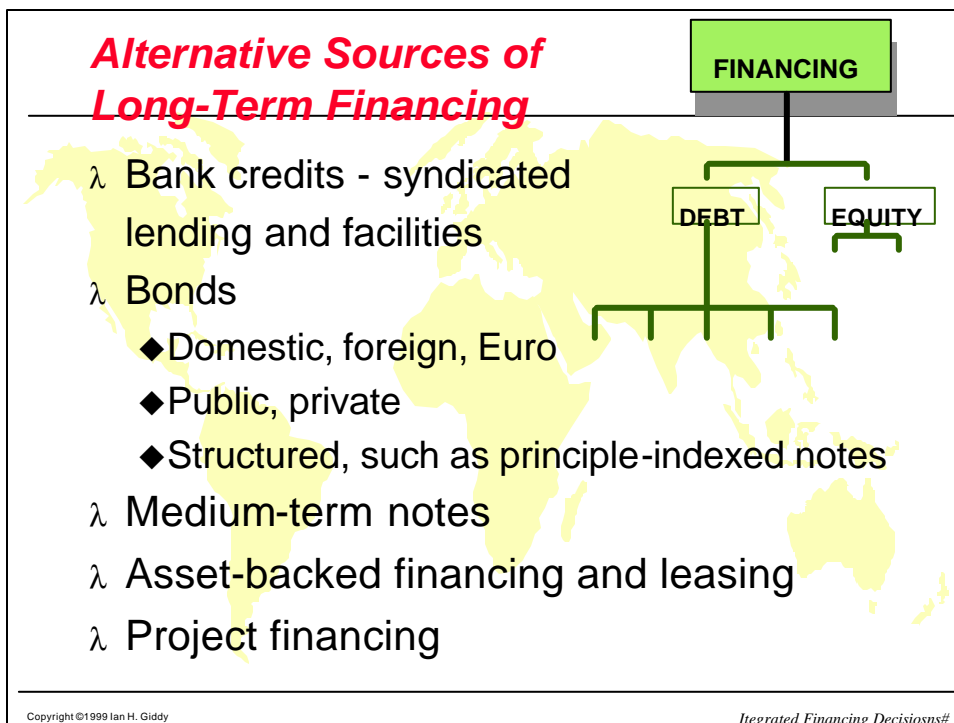 Alternative Sources of
Long-Term Financing
FINANCING
DEBT
EQUITY
λ Bank credits - syndicated
lending and facilities
λ Bonds
◆Domestic, foreign, Euro
◆Public, private
◆Structured, such as principle-indexed notes
λ Medium-term notes
λ Asset-backed financing and leasing
λ Project financing
Copyright ©1999 Ian H. Giddy
Itegrated Financing Decisiosns#